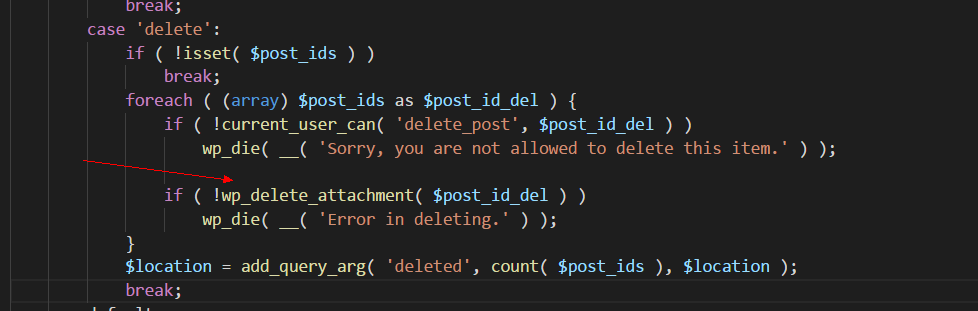 break;
case 'delete':
if ( !isset( $post_ids ) )
break;
foreach ( (array) $post_ids as $post_id_del ) {
if ( !current_user_can( 'delete_post', $post_id_del ) )
wp_die( __( 'Sorry, you are not allowed to delete this item.' ) );
if ( !wp_delete_attachment( $post_id_del ) )
wp_die( __( 'Error in deleting.' ) );
}
$location = add_query_arg( 'deleted', count( $post_ids ), $location );
break;